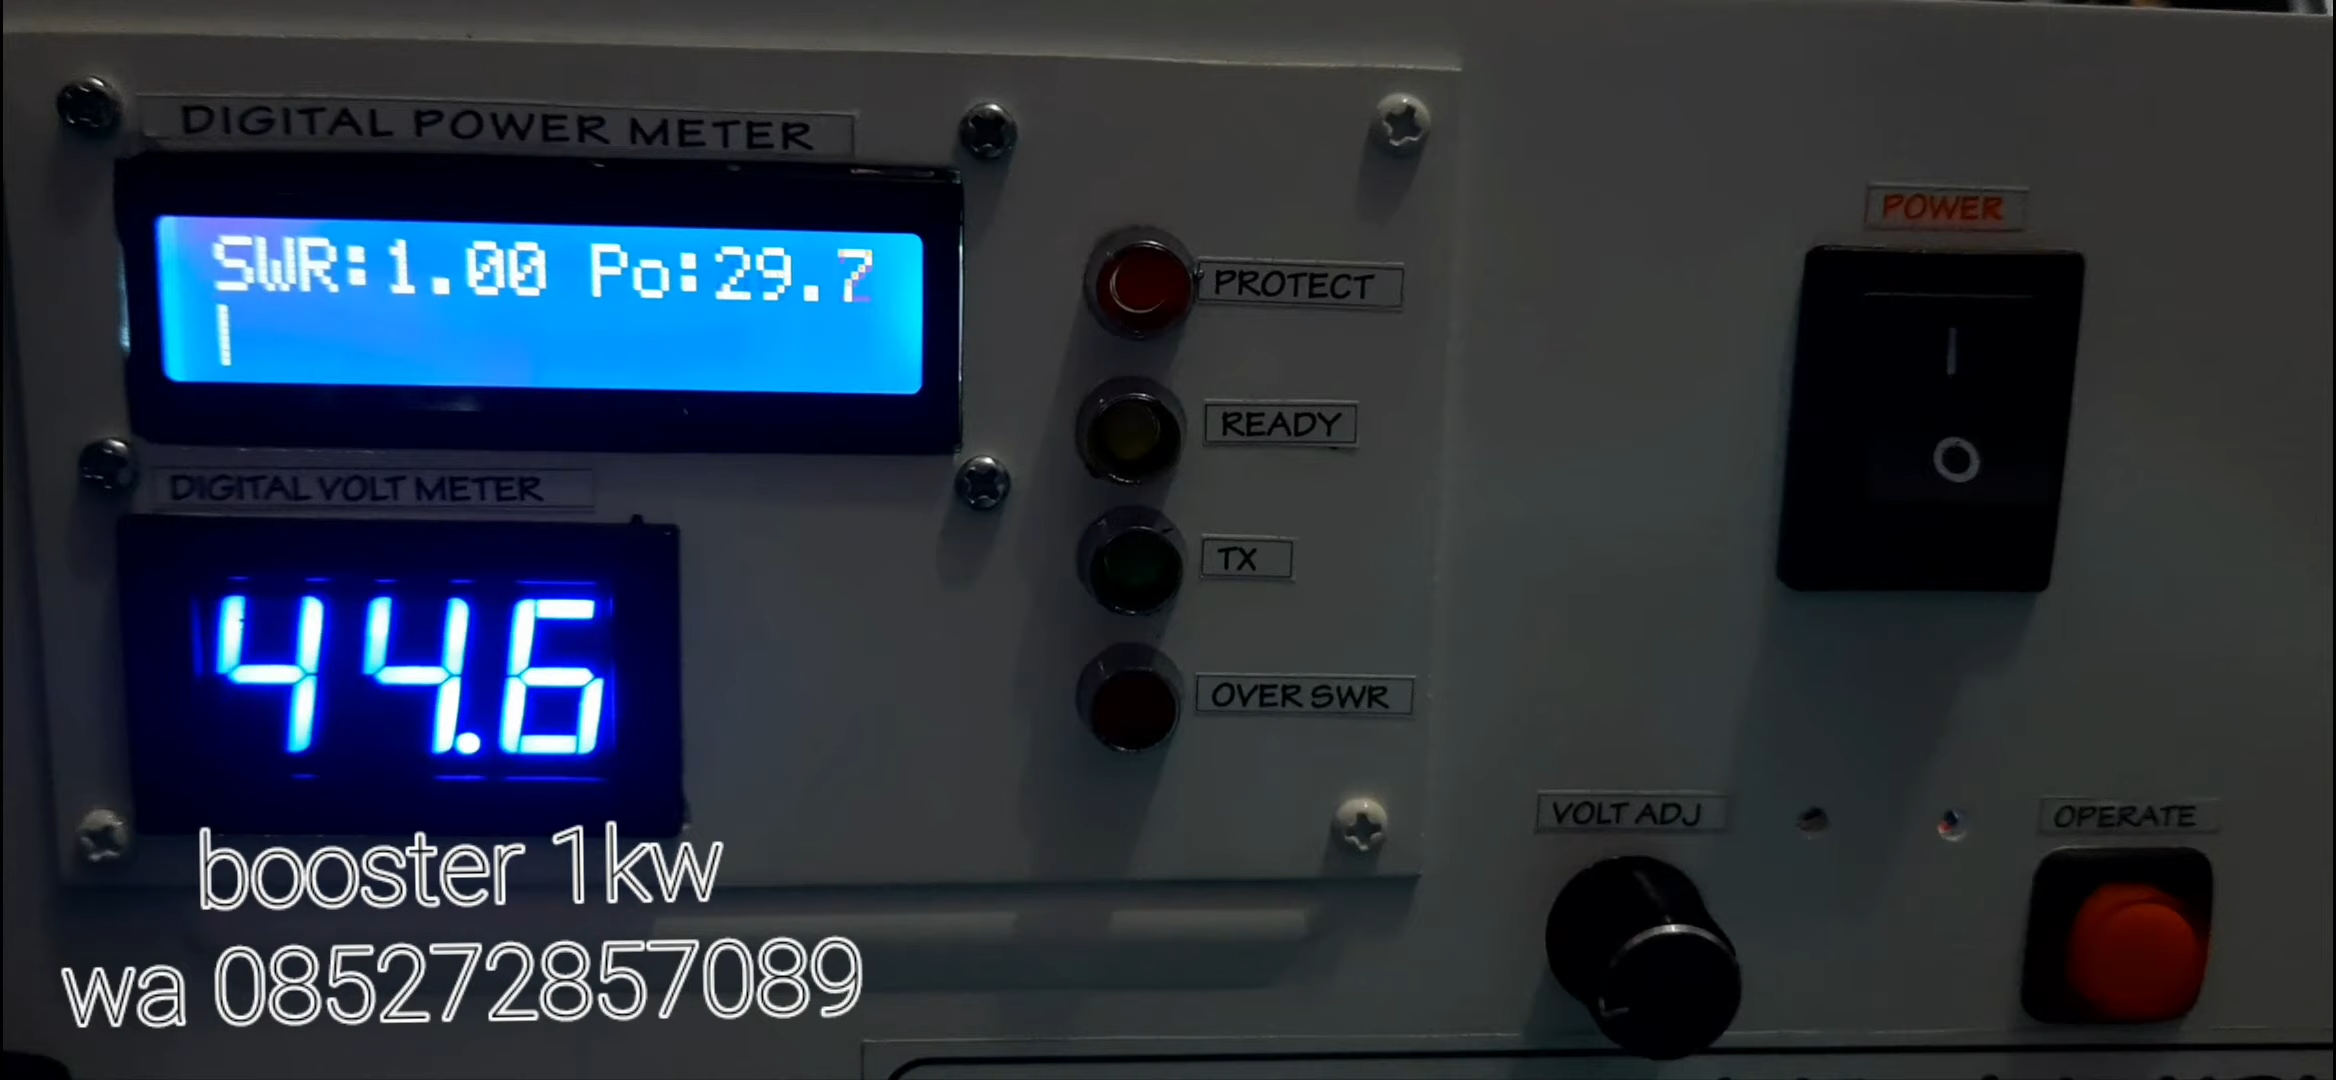 DIGITAL POWER METER
SWR:1.00 Po:29.7
DIGITAL VOLT METER
44.6
PROTECT
READY
TX
OVER SWR
POWER
VOLT ADJ
OPERATE
booster 1kw
wa 085272857089